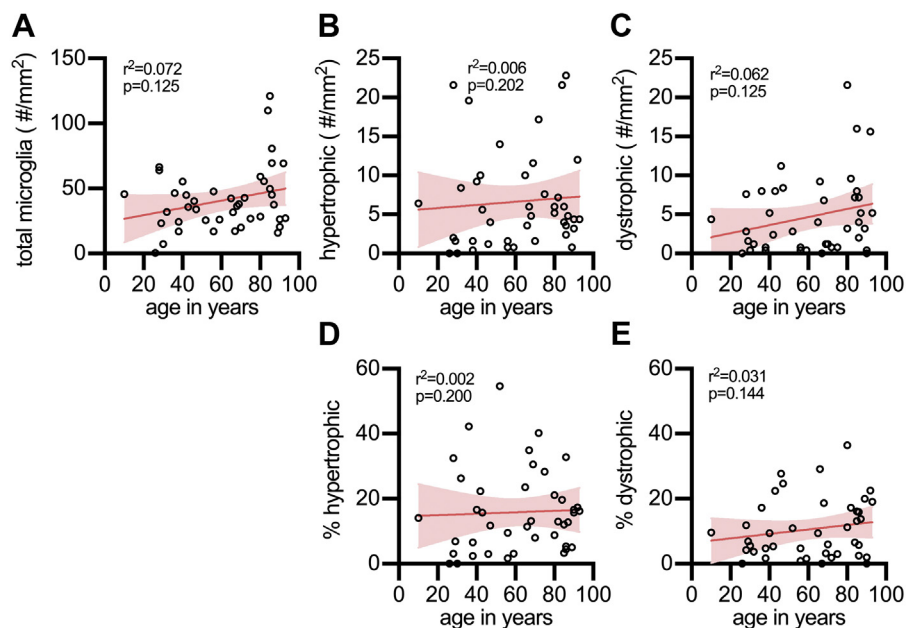 A
total microglia ( #/mm²)
150
100
50
0
r²=0.072
p=0.125
0 20 40 60 80 100
age in years
B
hypertrophic ( #/mm²)
25
20
15
10
5
0
r²=0.006
p=0.202
0 20 40 60 80 100
age in years
C
dystrophic ( #/mm²)
25
20
15
10
5
0
r²=0.062
p=0.125
0 20 40 60 80 100
age in years
D
% hypertrophic
60
40
20
0
r²=0.002
p=0.200
0 20 40 60 80 100
age in years
E
% dystrophic
60
40
20
0
r²=0.031
p=0.144
0 20 40 60 80 100
age in years